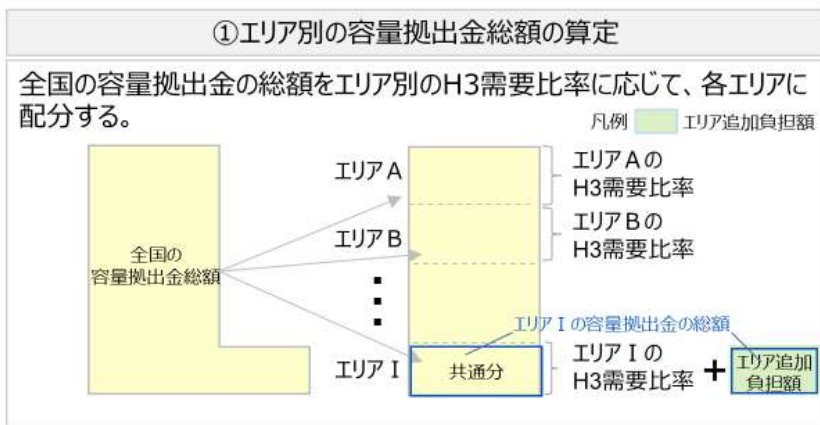 ①エリア別の容量拠出金総額の算定
全国の容量拠出金の総額をエリア別のH3需要比率に応じて、各エリアに
配分する。
凡例 エリア追加負担額
エリアA
エリアAの
H3需要比率
エリアB
エリアBの
H3需要比率
全国の
容量拠出金総額
エリアIの容量拠出金の総額
エリアI
共通分
エリアIの
H3需要比率
+
エリア追加
負担額